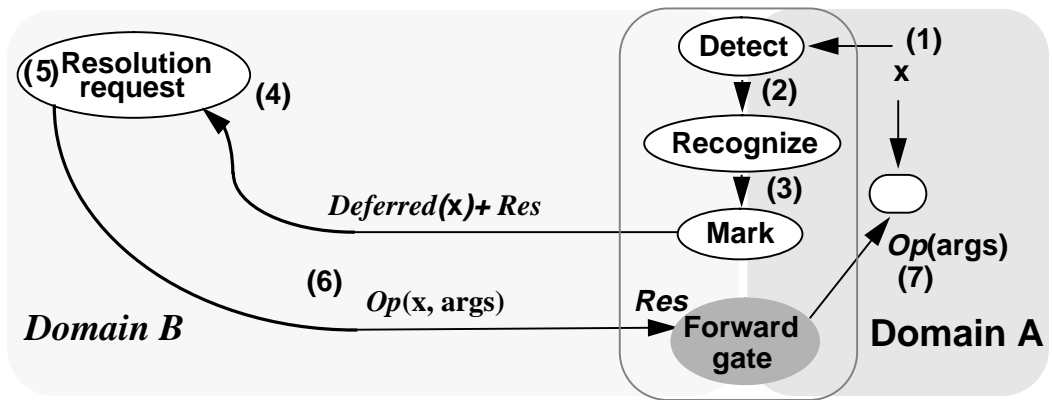 Detect
(1)
x
(2)
(5) Resolution
request
(4)
Recognize
(3)
Deferred(x)+ Res
Mark
Op(args)
(7)
(6)
Op(x, args)
Res
Forward
gate
Domain B
Domain A